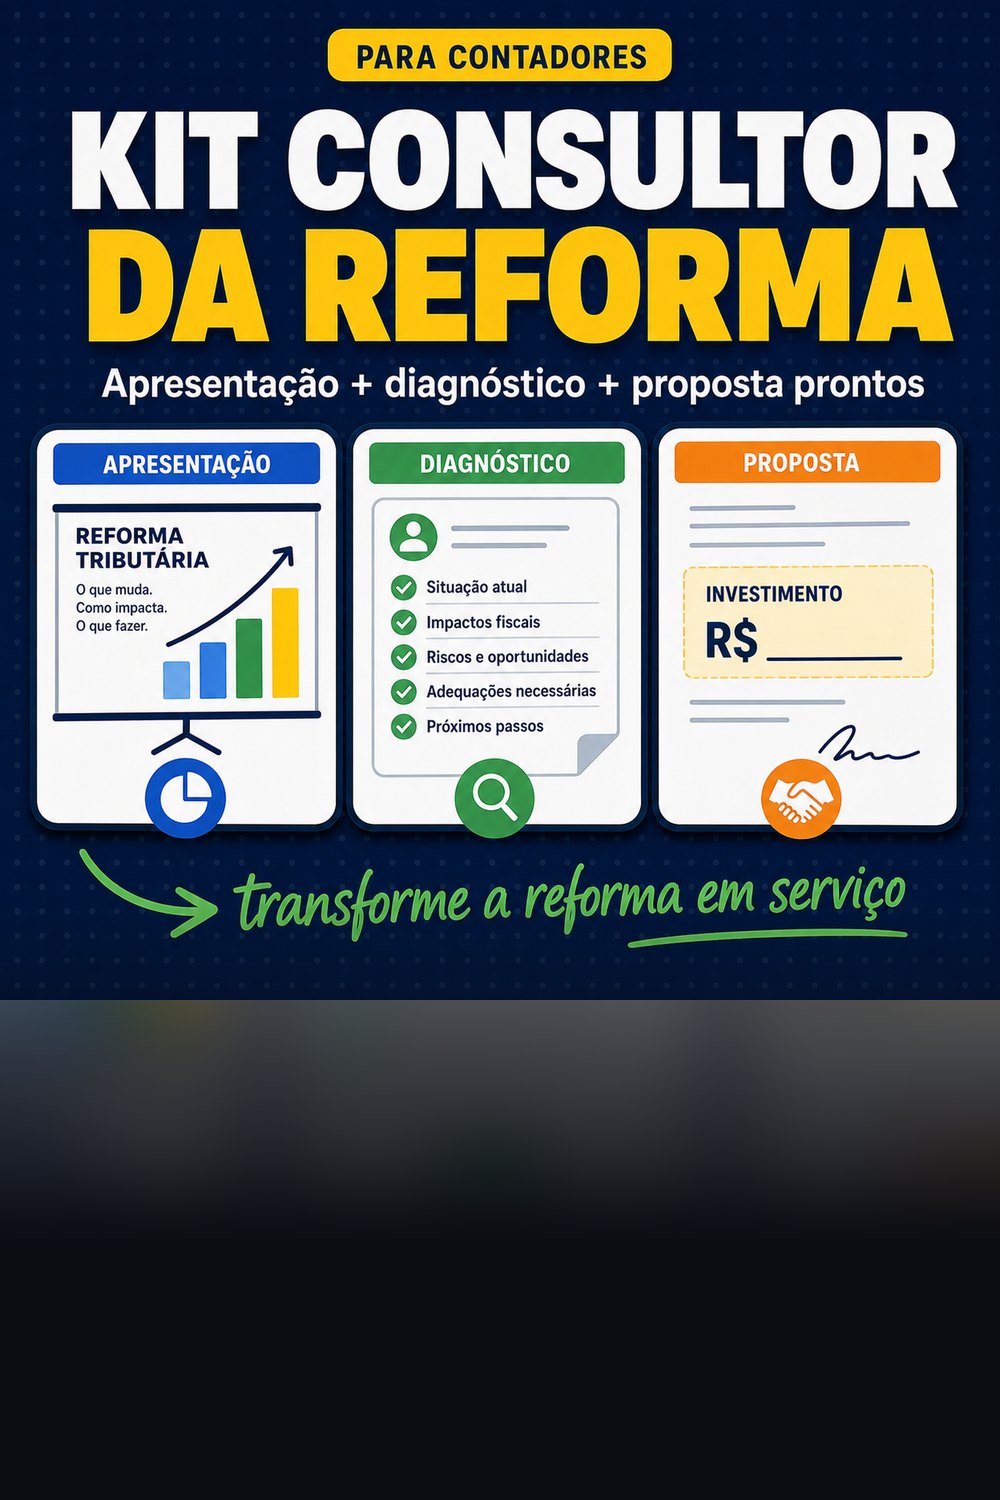 PARA CONTADORES
KIT CONSULTOR
DA REFORMA
Apresentação + diagnóstico + proposta prontos
APRESENTAÇÃO
REFORMA
TRIBUTÁRIA
O que muda.
Como impacta.
O que fazer.
DIAGNÓSTICO
Situação atual
Impactos fiscais
Riscos e oportunidades
Adequações necessárias
Próximos passos
PROPOSTA
INVESTIMENTO
R$
transforme a reforma em serviço